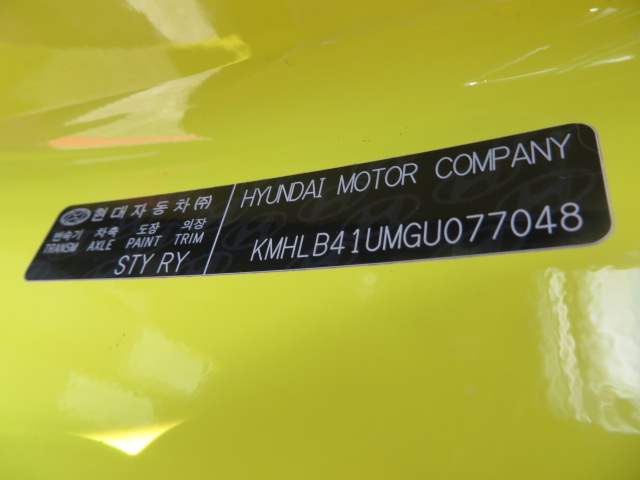 현대자동차(주)
변속기 차축 도장 외장
TRANSM AXLE PAINT TRIM
STY RY
HYUNDAI MOTOR COMPANY
KMHLB41UMGU077048